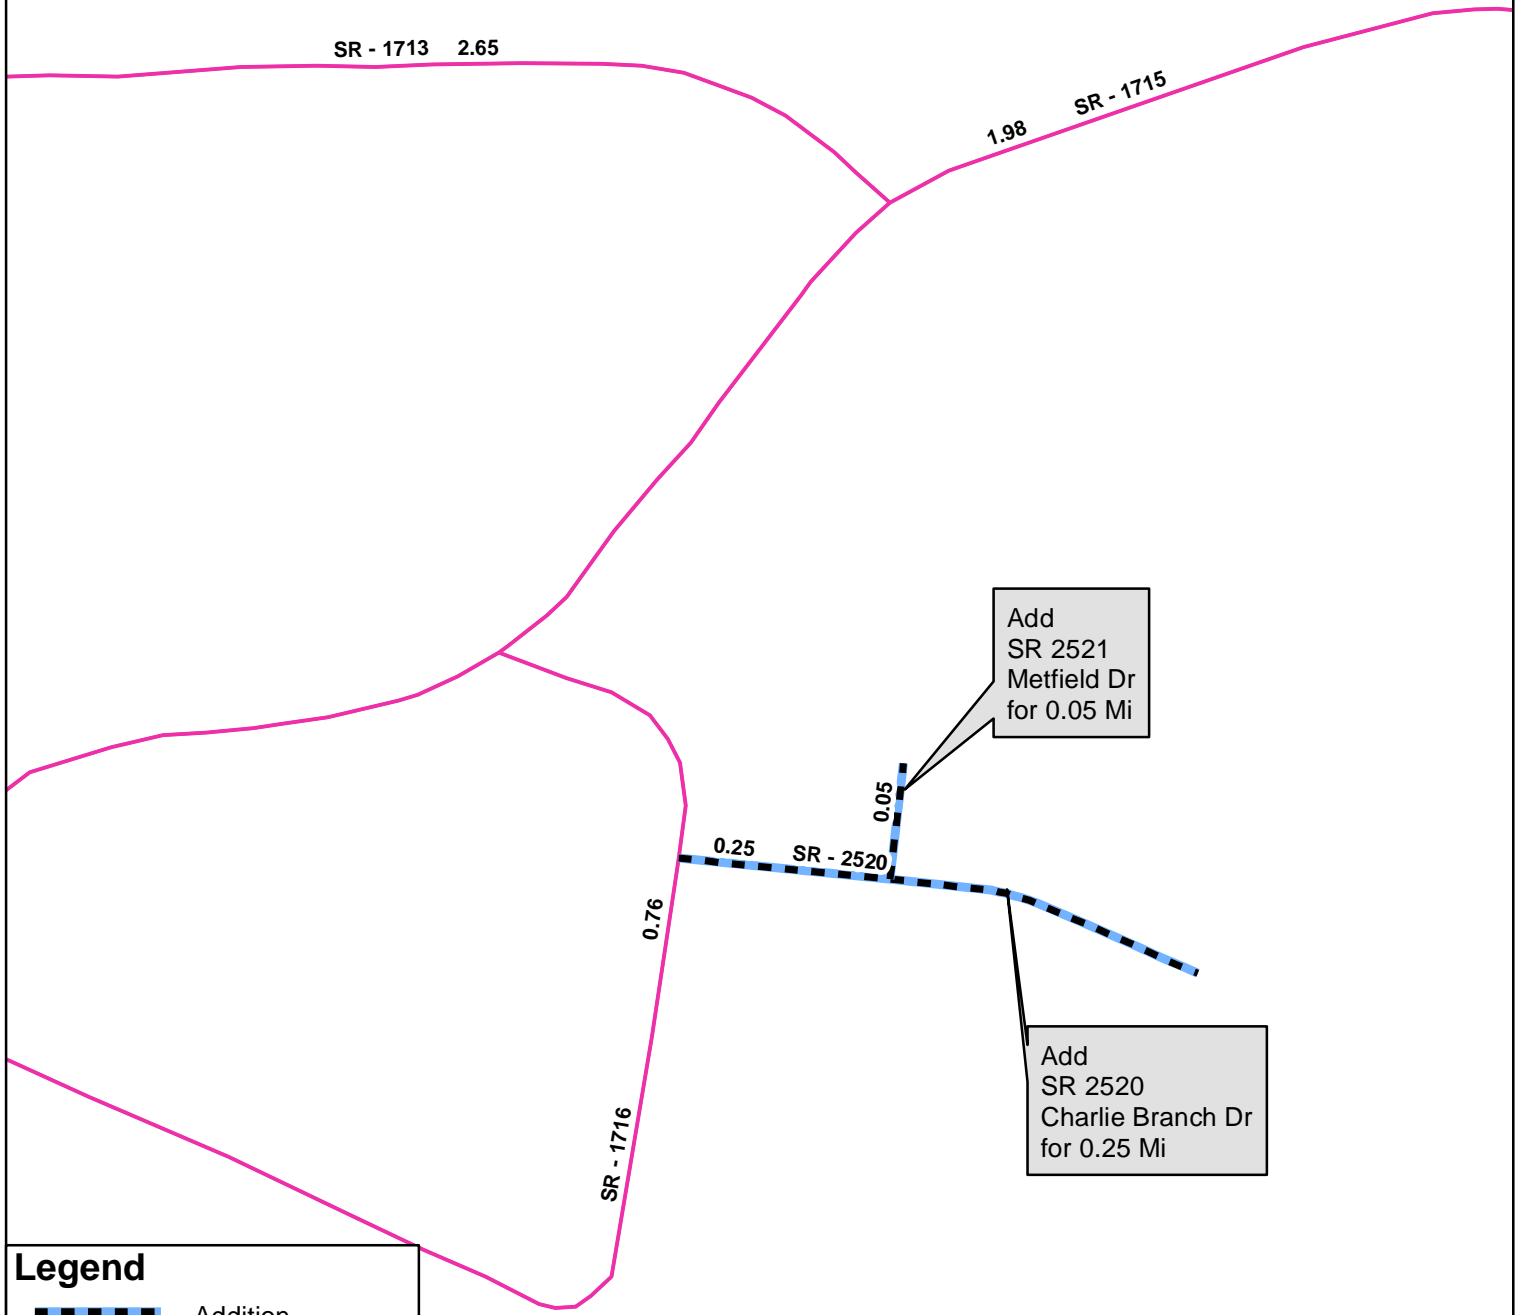 SR - 1713 2.65
SR - 1715
1.98
Add
SR 2521
Metfield Dr
for 0.05 Mi
0.05
0.25 SR - 2520
0.76
SR - 1716
Add
SR 2520
Charlie Branch Dr
for 0.25 Mi
Legend
Addition